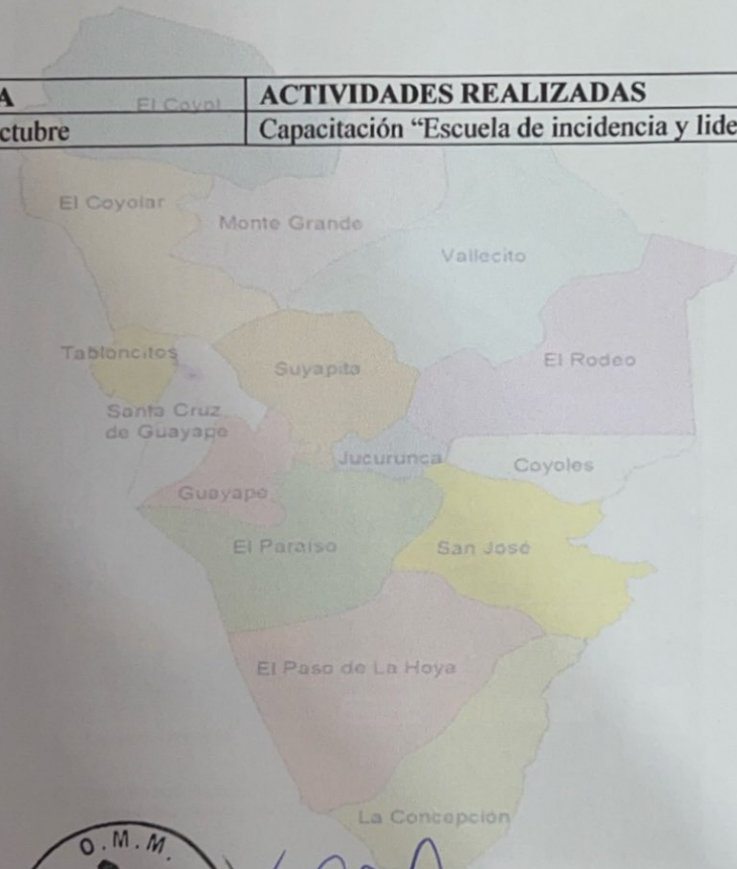 A ACTIVIDADES REALIZADAS
ctubre Capacitación “Escuela de incidencia y lide
El Coyol
El Coyolar
Monte Grande
Vallecito
Tabloncitos
Suyapita
El Rodeo
Santa Cruz
de Guayape
Jucurunca
Coyoles
Guayape
El Paraiso
San José
El Paso de La Hoya
La Concepción
O.M.M.